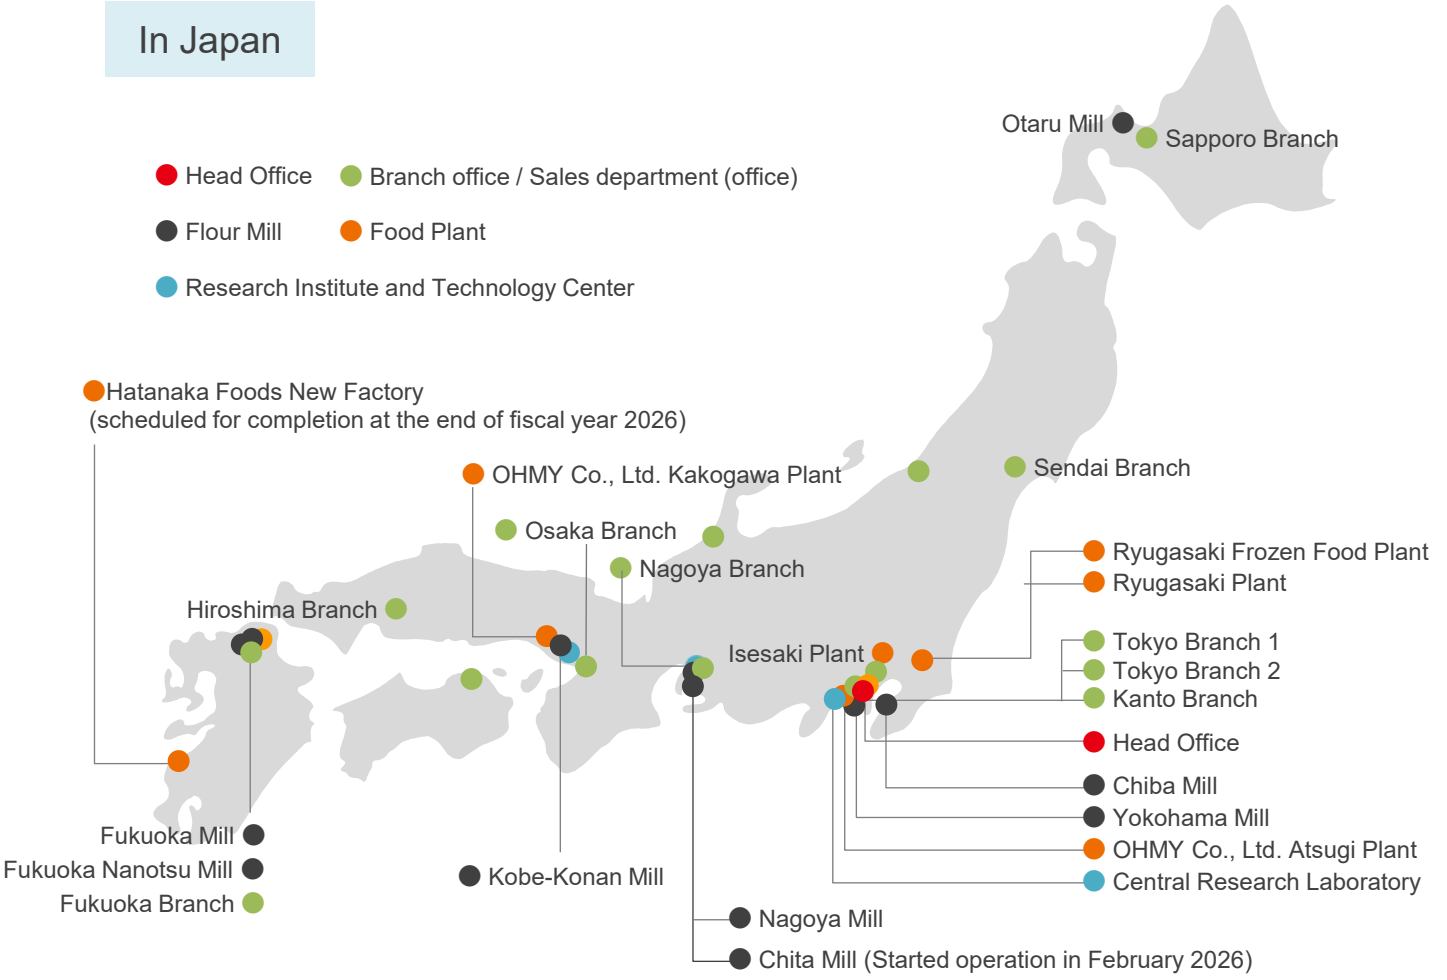 In Japan
Head Office
Branch office / Sales department (office)
Flour Mill
Food Plant
Research Institute and Technology Center
Otaru Mill
Sapporo Branch
Hatanaka Foods New Factory
(scheduled for completion at the end of fiscal year 2026)
OHMY Co., Ltd. Kakogawa Plant
Sendai Branch
Osaka Branch
Nagoya Branch
Hiroshima Branch
Isesaki Plant
Ryugasaki Frozen Food Plant
Ryugasaki Plant
Tokyo Branch 1
Tokyo Branch 2
Kanto Branch
Head Office
Chiba Mill
Yokohama Mill
OHMY Co., Ltd. Atsugi Plant
Central Research Laboratory
Fukuoka Mill
Fukuoka Nanotsu Mill
Fukuoka Branch
Kobe-Konan Mill
Nagoya Mill
Chita Mill (Started operation in February 2026)